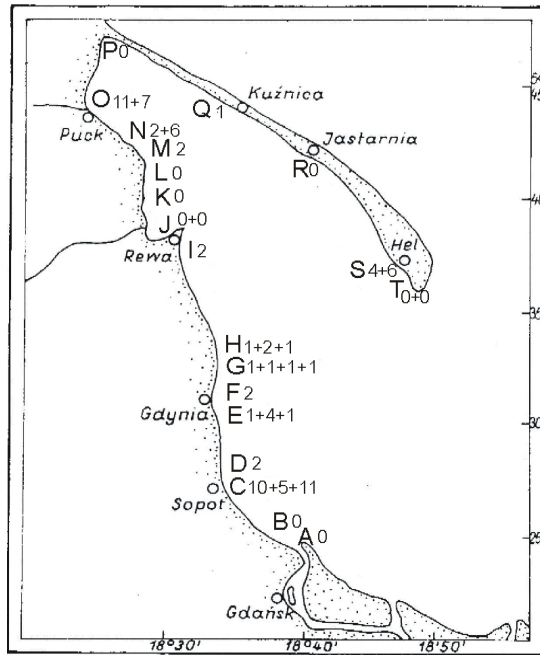 P0
O11+7
Q1
Kuźnica
54°
45'
Puck
N2+6
M2
Jastarnia
L0
R0
K0
40'
J0+0
Rewa
I2
Hel
S4+6
T0+0
35'
H1+2+1
G1+1+1+1
F2
Gdynia
E1+4+1
30'
D2
C10+5+11
Sopot
B0
A0
25'
Gdańsk
18°30'
18°40'
18°50'